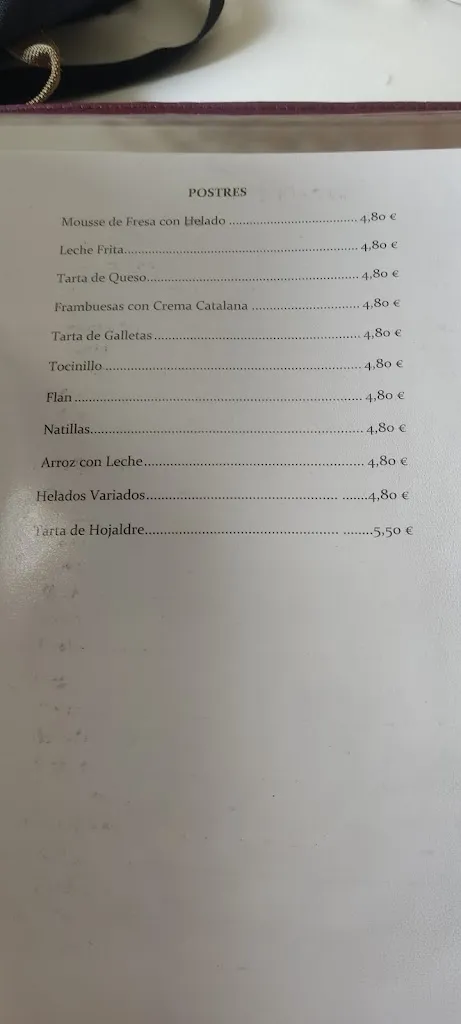 POSTRES
Mousse de Fresa con Helado ........................................ 4,80 €
Leche Frita........................................................................ 4,80 €
Tarta de Queso.................................................................. 4,80 €
Frambuesas con Crema Catalana .................................. 4,80 €
Tarta de Galletas ............................................................... 4,80 €
Tocinillo ............................................................................. 4,80 €
Flan ..................................................................................... 4,80 €
Natillas................................................................................ 4,80 €
Arroz con Leche................................................................ 4,80 €
Helados Variados....................................................... .......4,80 €
Tarta de Hojaldre....................................................... ........5,50 €